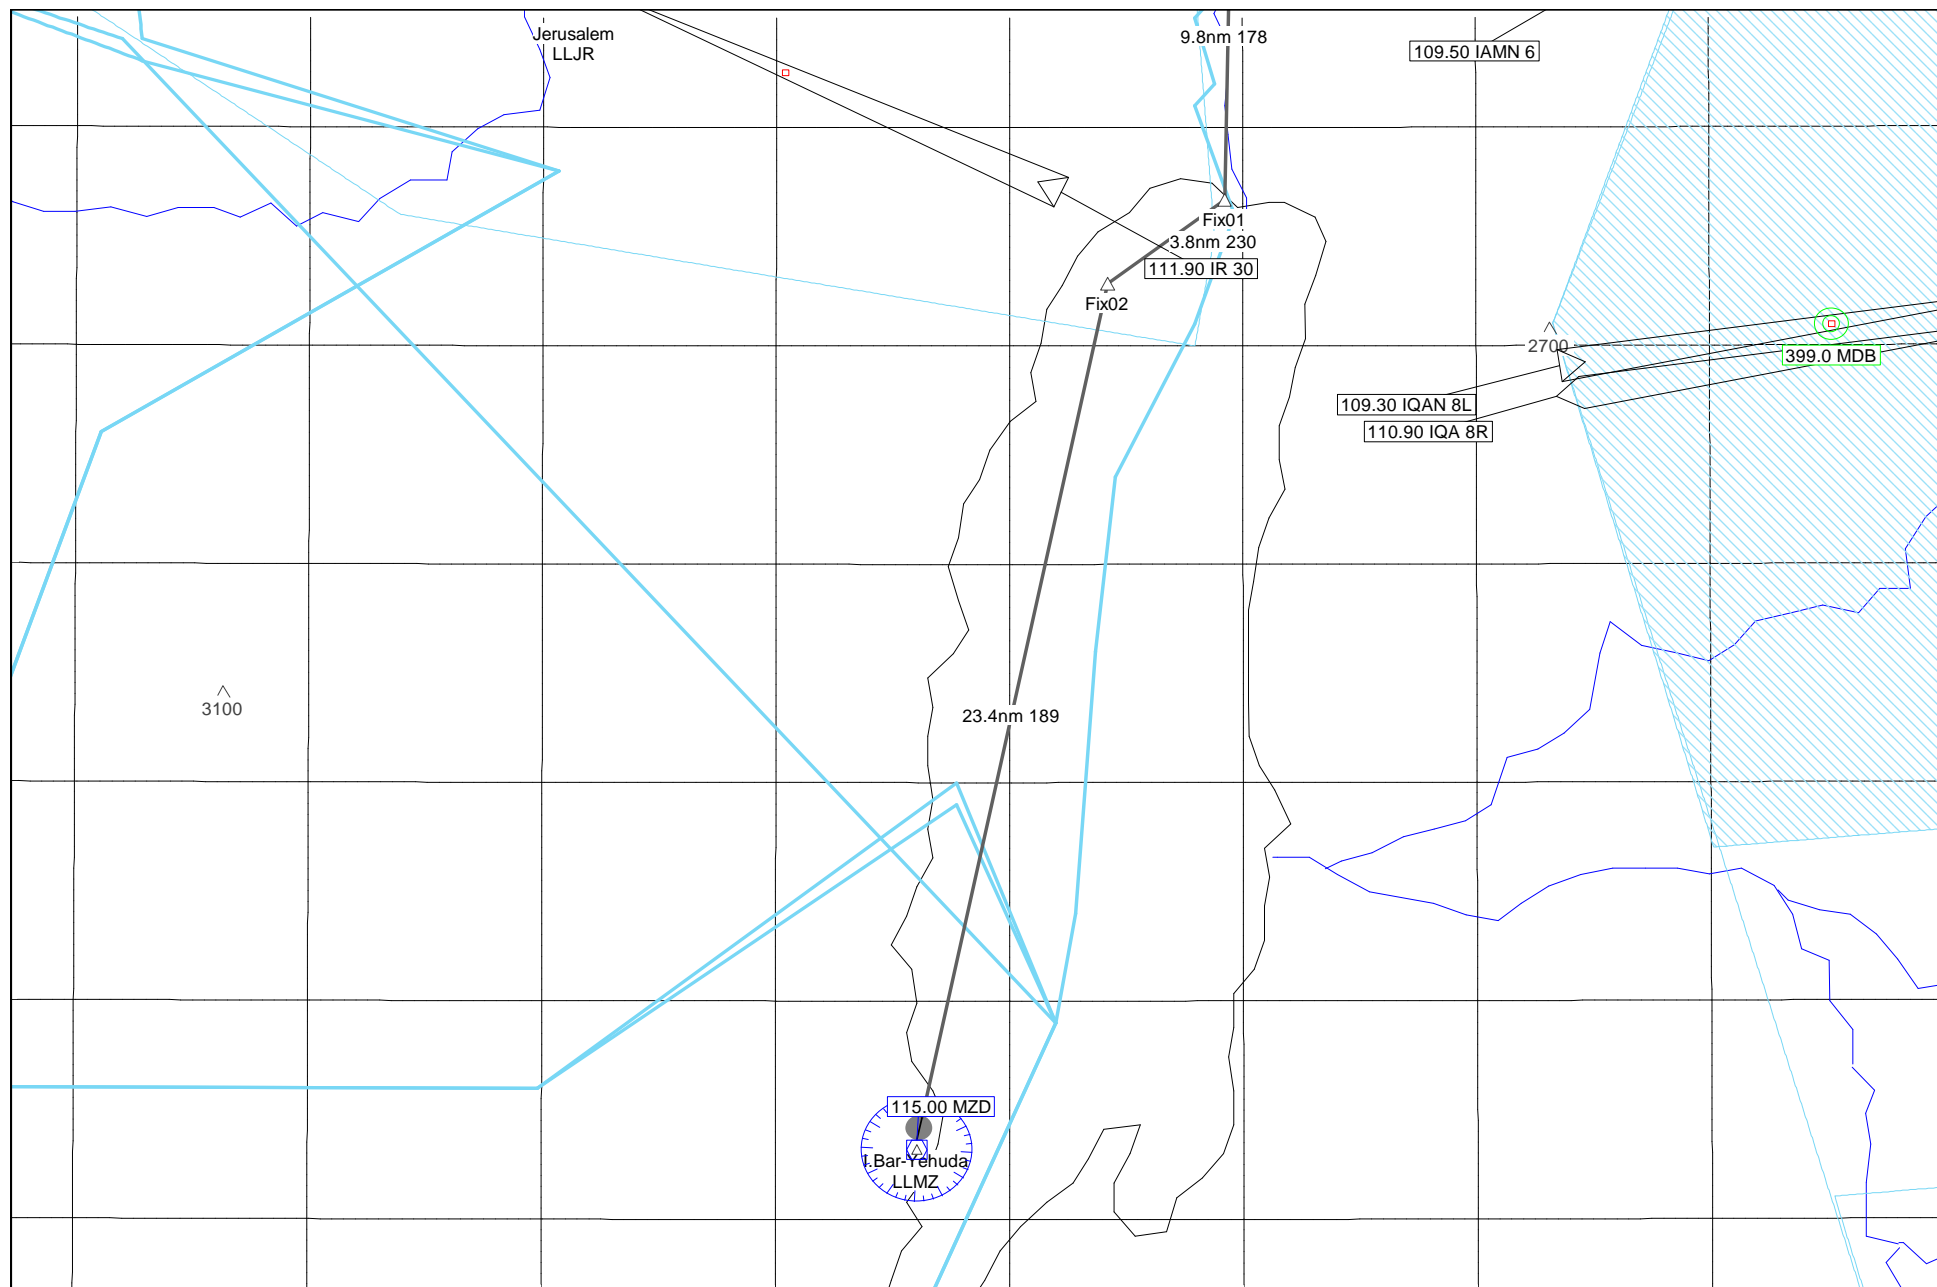 Jerusalem
LLJR
9.8nm 178
109.50 IAMN 6
Fix01
3.8nm 230
111.90 IR 30
Fix02
2700
399.0 MDB
109.30 IQAN 8L
110.90 IQA 8R
3100
23.4nm 189
115.00 MZD
I.Bar-Yehuda
LLMZ